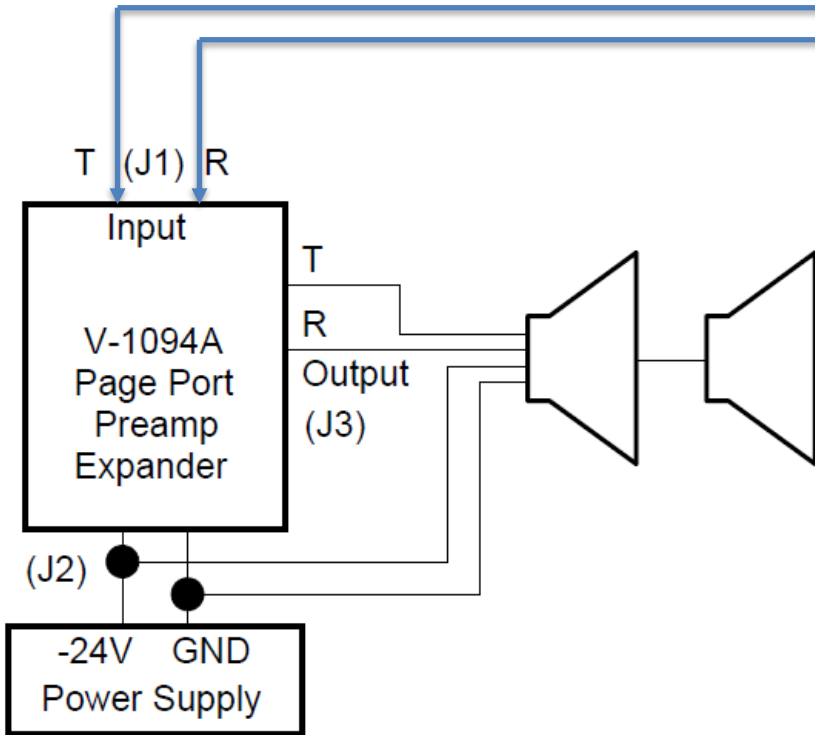 T (J1) R
Input
T
R
V-1094A
Page Port
Preamp
Expander
Output
(J3)
(J2)
-24V GND
Power Supply